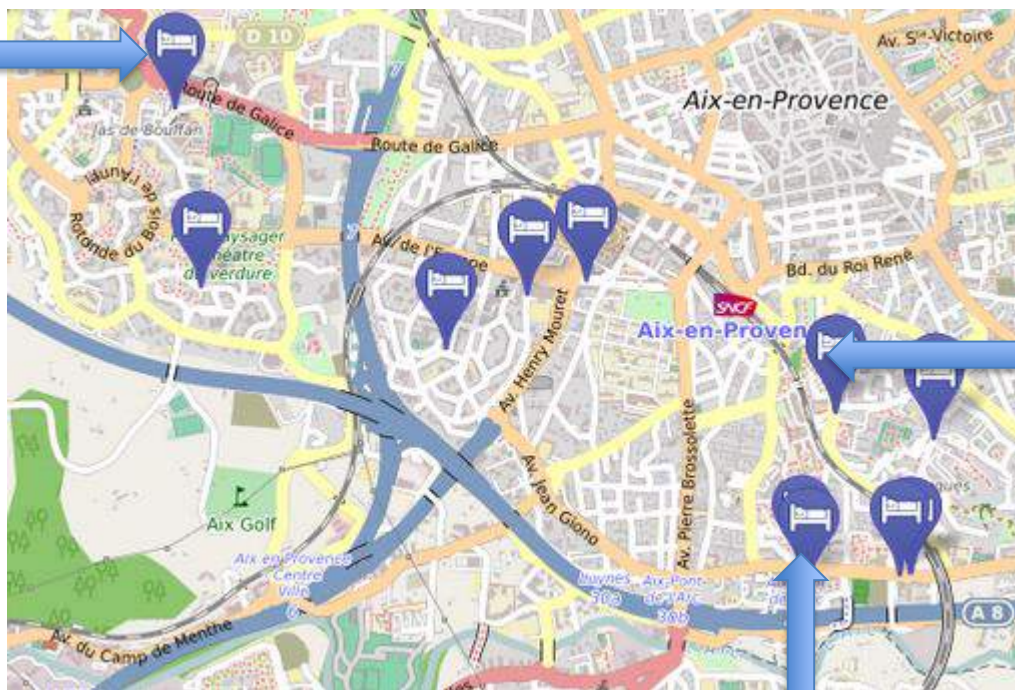 D 10
Av. Sᵗᵉ-Victoire
Aix-en-Provence
Route de Galice
Route de Galice
Jas de Bouffan
Rotonde du Bois de l'Aune
Paysager
Théâtre
de verdure
Av. de l'Europe
Bd. du Roi René
SNCF
Aix-en-Proven
Av. Henry Mouret
Av. Pierre Brossolette
Av. Jean Giono
Aix Golf
Aix en Provence
Centre
Ville
Luynes
30a
Aix-Pont
de l'Arc
30b
A 8
Av. du Camp de Menthe